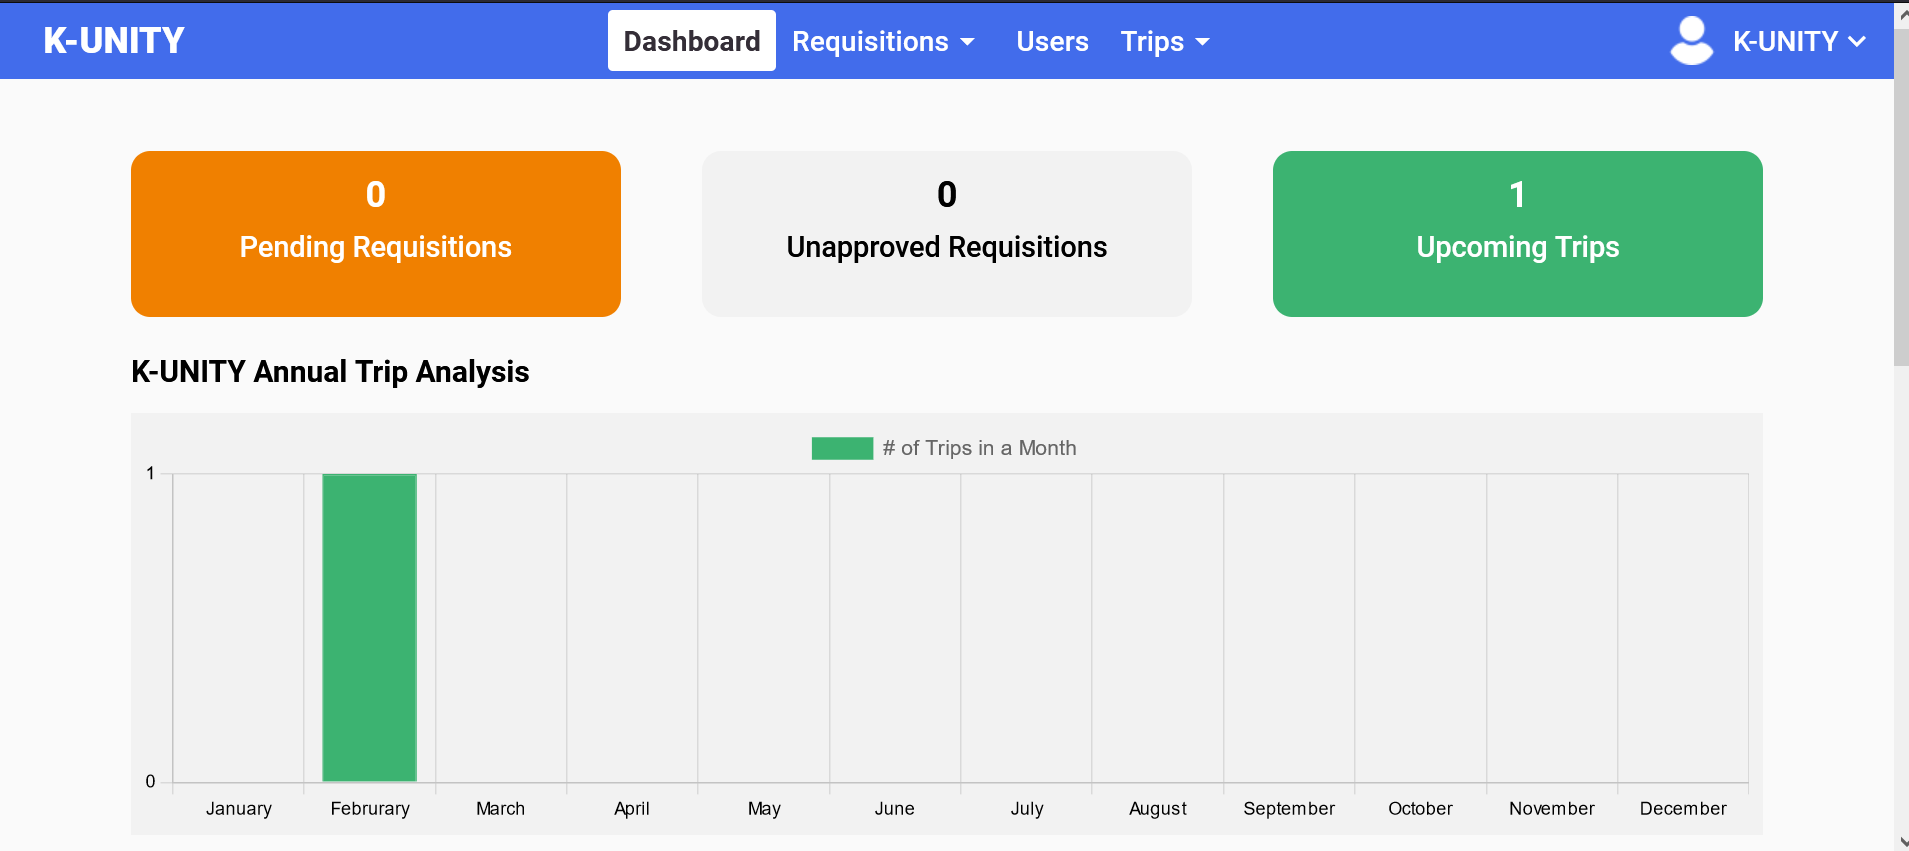 K-UNITY Dashboard Requisitions Users Trips K-UNITY
0
Pending Requisitions
0
Unapproved Requisitions
1
Upcoming Trips
K-UNITY Annual Trip Analysis
# of Trips in a Month
1
0
January Februrary March April May June July August September October November December